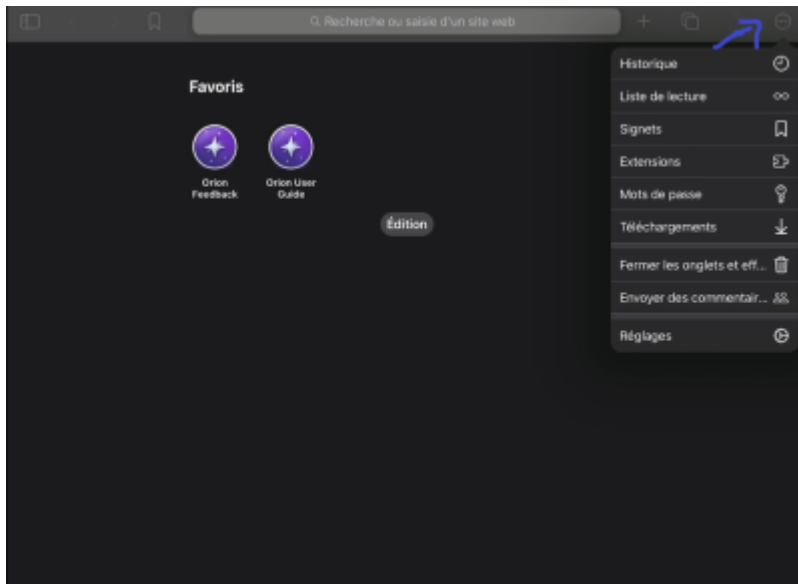 Recherche ou saisie d'un site web
Favoris
Orion
Feedback
Orion User
Guide
Édition
Historique
Liste de lecture
Signets
Extensions
Mots de passe
Téléchargements
Fermer les onglets et eff...
Envoyer des commentair...
Réglages